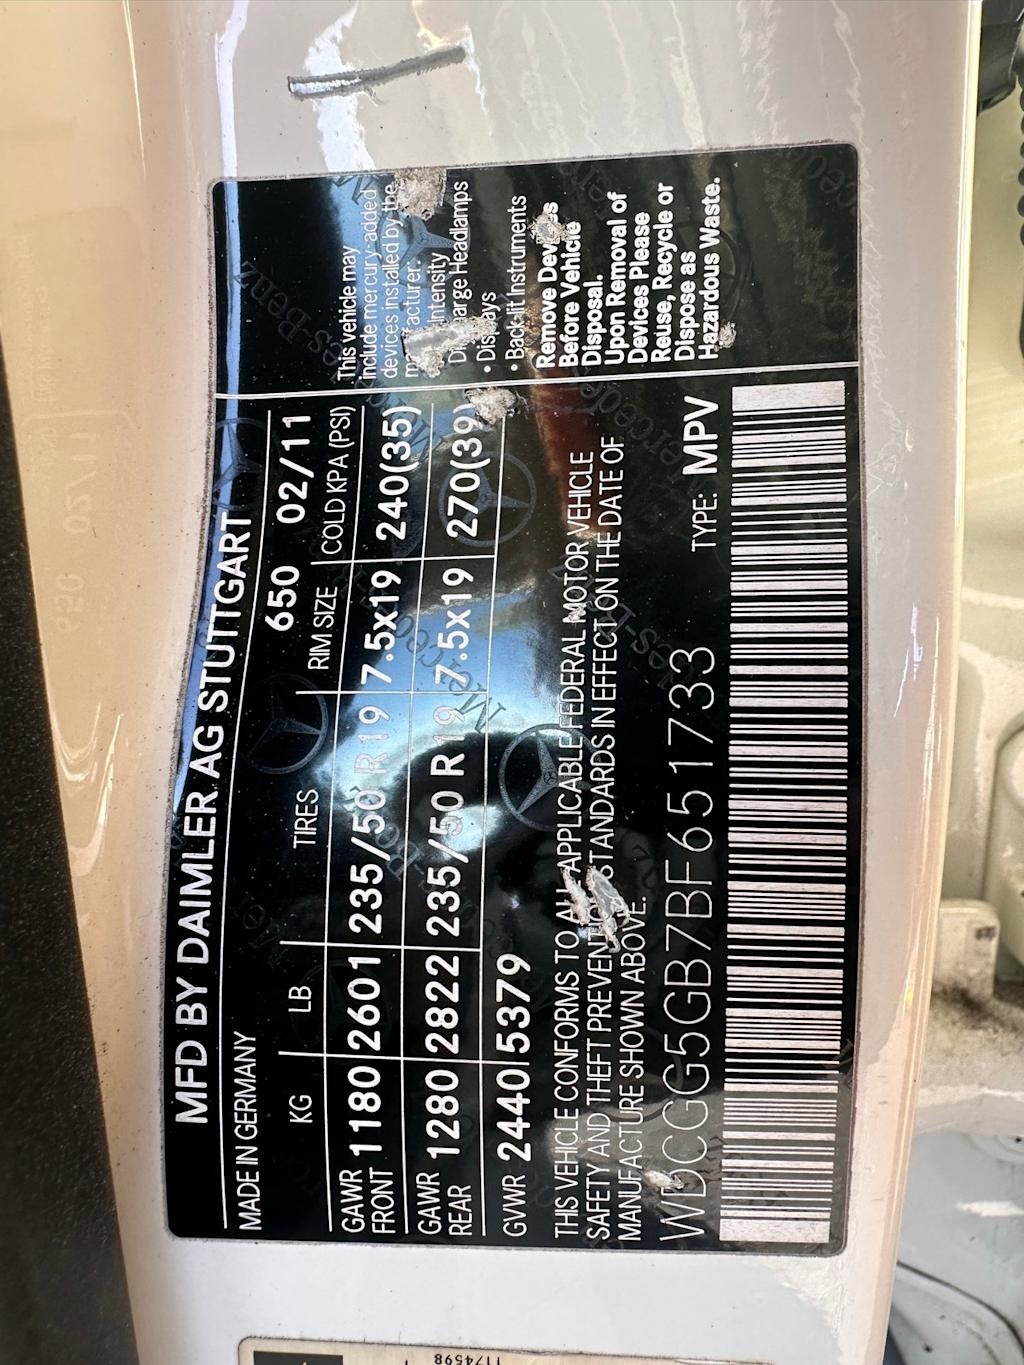 MFD BY DAIMLER AG STUTTGART
MADE IN GERMANY 650 02/11
KG LB TIRES RIM SIZE COLD KPA (PSI)
GAWR FRONT 1180 2601 235/50 R 19 7.5x19 240(35)
GAWR REAR 1280 2822 235/50 R 19 7.5x19 270(39)
GVWR 2440 5379
THIS VEHICLE CONFORMS TO ALL APPLICABLE FEDERAL MOTOR VEHICLE
SAFETY AND THEFT PREVENTION STANDARDS IN EFFECT ON THE DATE OF
MANUFACTURE SHOWN ABOVE.
WDCGG5GB7BF651733 TYPE: MPV
This vehicle may
include mercury-added
devices installed by the
manufacturer:
Intensity
Discharge Headlamps
• Displays
• Back-lit Instruments
Remove Devices
Before Vehicle
Disposal.
Upon Removal of
Devices Please
Reuse, Recycle or
Dispose as
Hazardous Waste.
1174598